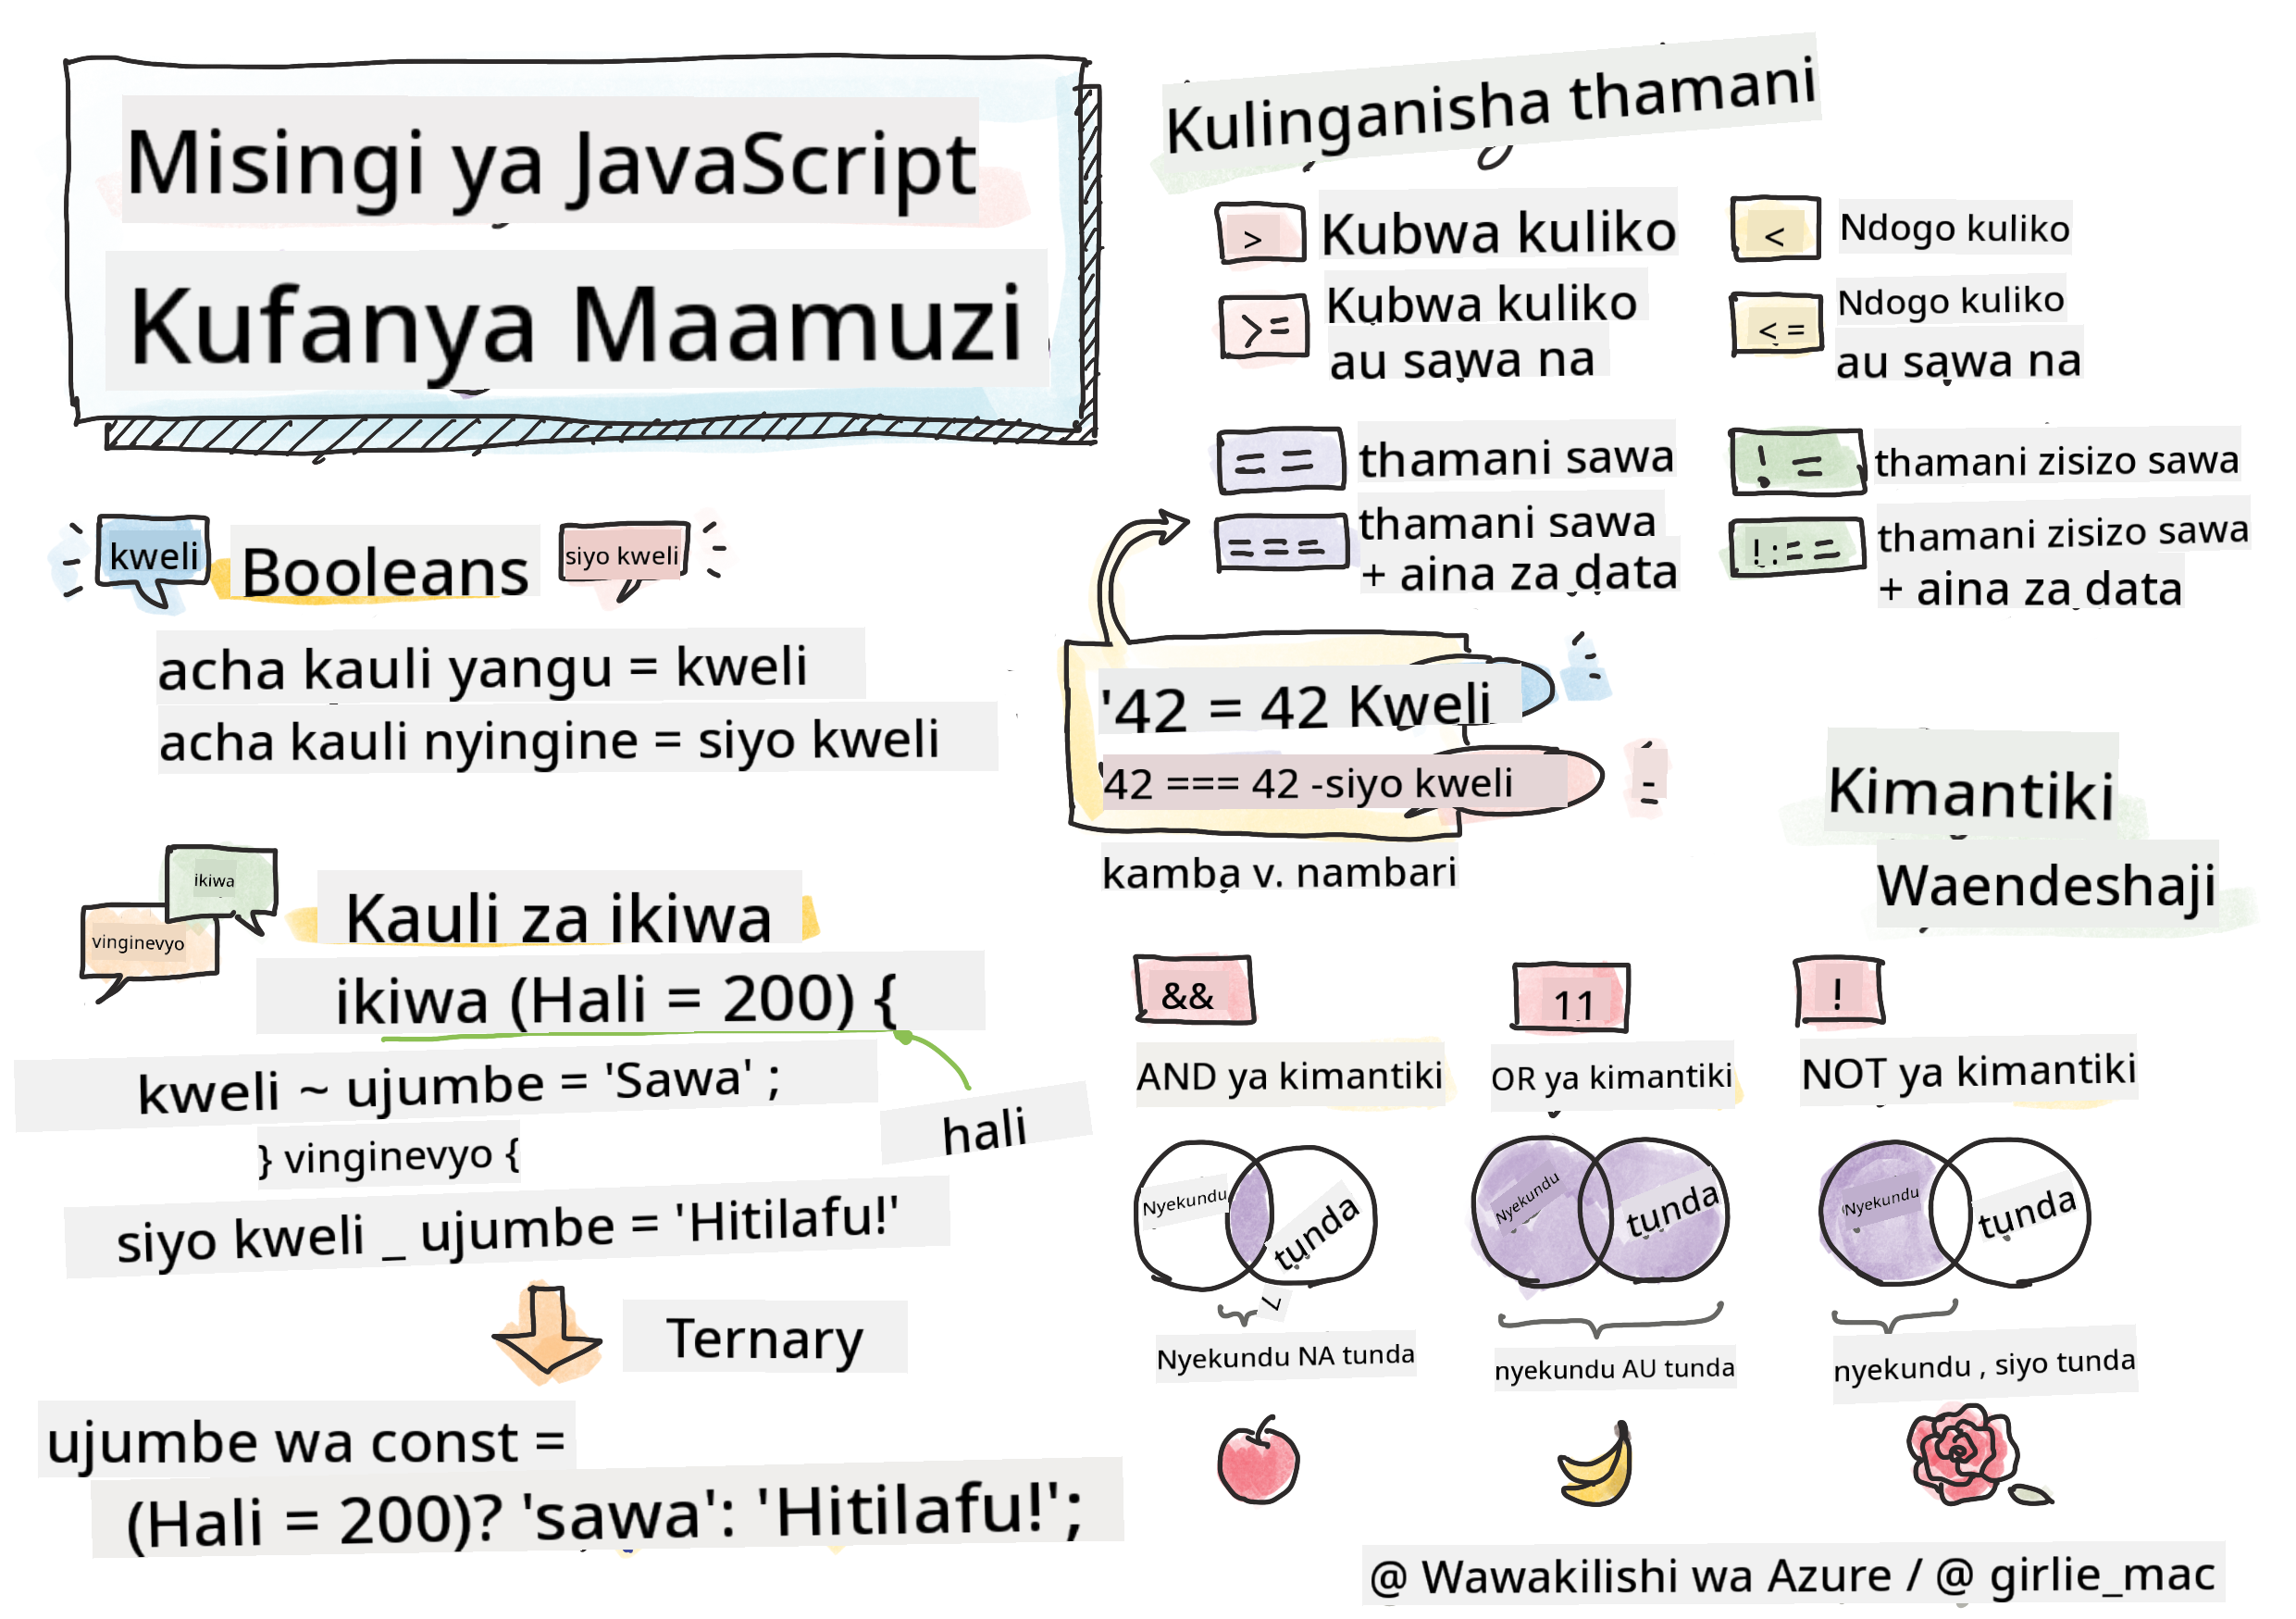 Misingi ya JavaScript
Kufanya Maamuzi
kweli
Booleans
siyo kweli
acha kauli yangu = kweli
acha kauli nyingine = siyo kweli
ikiwa
vinginevyo
Kauli za ikiwa
ikiwa (Hali = 200) {
kweli ~ ujumbe = 'Sawa' ;
hali
} vinginevyo {
siyo kweli _ ujumbe = 'Hitilafu!'
Ternary
ujumbe wa const =
(Hali = 200)? 'sawa': 'Hitilafu!';
Kulinganisha thamani
> Kubwa kuliko
< Ndogo kuliko
>= Kubwa kuliko
au sawa na
<= Ndogo kuliko
au sawa na
== thamani sawa
!= thamani zisizo sawa
=== thamani sawa
+ aina za data
!:== thamani zisizo sawa
+ aina za data
'42 = 42 Kweli
42 === 42 -siyo kweli
-
kamba v. nambari
Kimantiki
Waendeshaji
&&
11
!
AND ya kimantiki
OR ya kimantiki
NOT ya kimantiki
Nyekundu
tunda
Nyekundu
tunda
Nyekundu
tunda
Nyekundu NA tunda
nyekundu AU tunda
nyekundu , siyo tunda
@ Wawakilishi wa Azure / @ girlie_mac